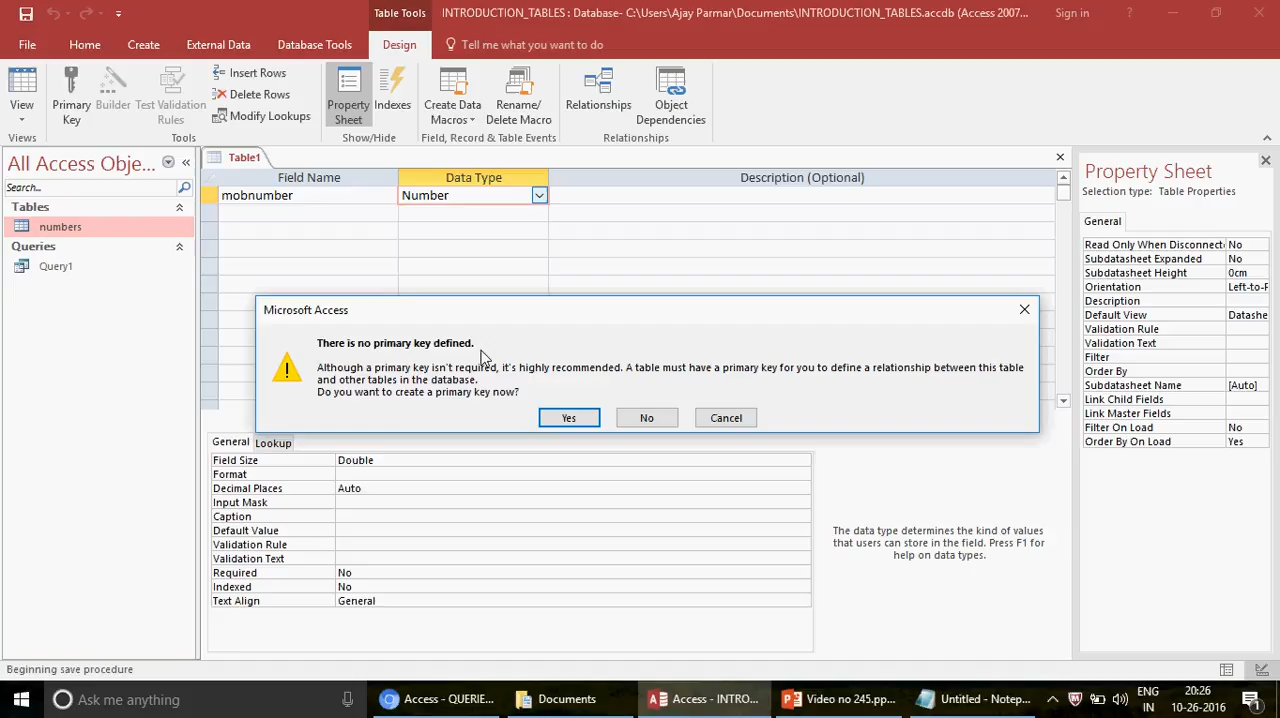 Table Tools
INTRODUCTION_TABLES : Database- C:\Users\Ajay Parmar\Documents\INTRODUCTION_TABLES.accdb (Access 2007...
Sign in
?
File
Home
Create
External Data
Database Tools
Design
Tell me what you want to do
View
Primary
Key
Builder
Test Validation
Rules
Insert Rows
Delete Rows
Modify Lookups
Property
Sheet
Indexes
Create Data
Macros
Rename/
Delete Macro
Relationships
Object
Dependencies
Views
Tools
Show/Hide
Field, Record & Table Events
Relationships
All Access Obje...
Search...
Tables
numbers
Queries
Query1
Table1
Field Name
Data Type
Description (Optional)
mobnumber
Number
Microsoft Access
There is no primary key defined.
Although a primary key isn't required, it's highly recommended. A table must have a primary key for you to define a relationship between this table
and other tables in the database.
Do you want to create a primary key now?
Yes
No
Cancel
General
Lookup
Field Size Double
Format
Decimal Places Auto
Input Mask
Caption
Default Value
Validation Rule
Validation Text
Required No
Indexed No
Text Align General
The data type determines the kind of values
that users can store in the field. Press F1 for
help on data types.
Property Sheet
Selection type: Table Properties
General
Read Only When Disconnect No
Subdatasheet Expanded No
Subdatasheet Height 0cm
Orientation Left-to-F
Description
Default View Datashe
Validation Rule
Validation Text
Filter
Order By
Subdatasheet Name [Auto]
Link Child Fields
Link Master Fields
Filter On Load No
Order By On Load Yes
Beginning save procedure
Ask me anything
Access - QUERIE...
Documents
Access - INTRO...
Video no 245.pp...
Untitled - Notep...
ENG
IN
20:26
10-26-2016